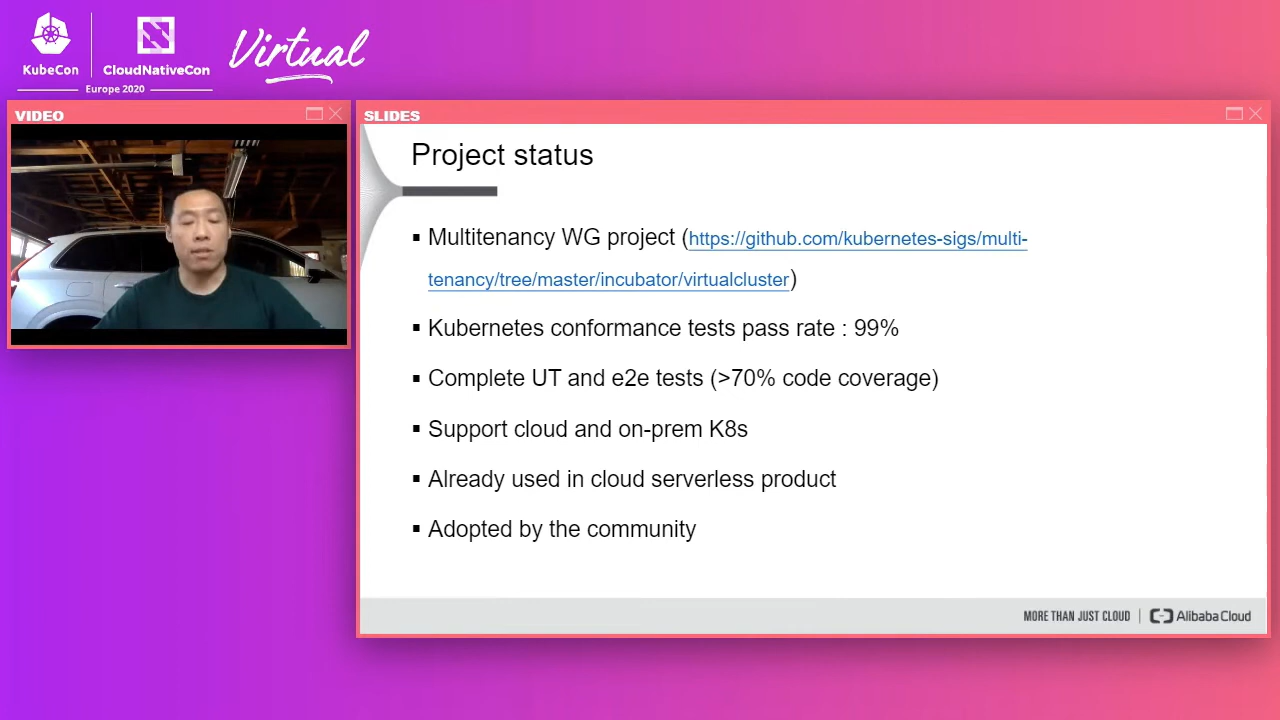 KubeCon
CloudNativeCon
Europe 2020
Virtual
VIDEO
SLIDES
Project status
▪ Multitenancy WG project (https://github.com/kubernetes-sigs/multi-
tenancy/tree/master/incubator/virtualcluster)
▪ Kubernetes conformance tests pass rate : 99%
▪ Complete UT and e2e tests (>70% code coverage)
▪ Support cloud and on-prem K8s
▪ Already used in cloud serverless product
▪ Adopted by the community
MORE THAN JUST CLOUD | Alibaba Cloud